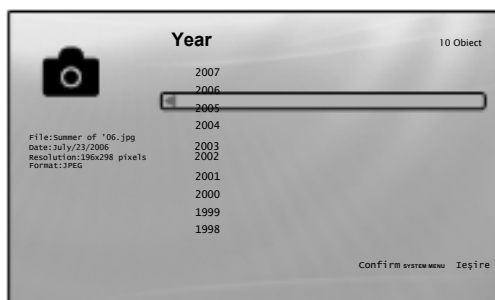 Year
10 Object
2007
2006
2005
2004
2003
2002
2001
2000
1999
1998
File:Summer of '06.jpg
Date:July/23/2006
Resolution:196x298 pixels
Format:JPEG
Confirm SYSTEM MENU Ieşire